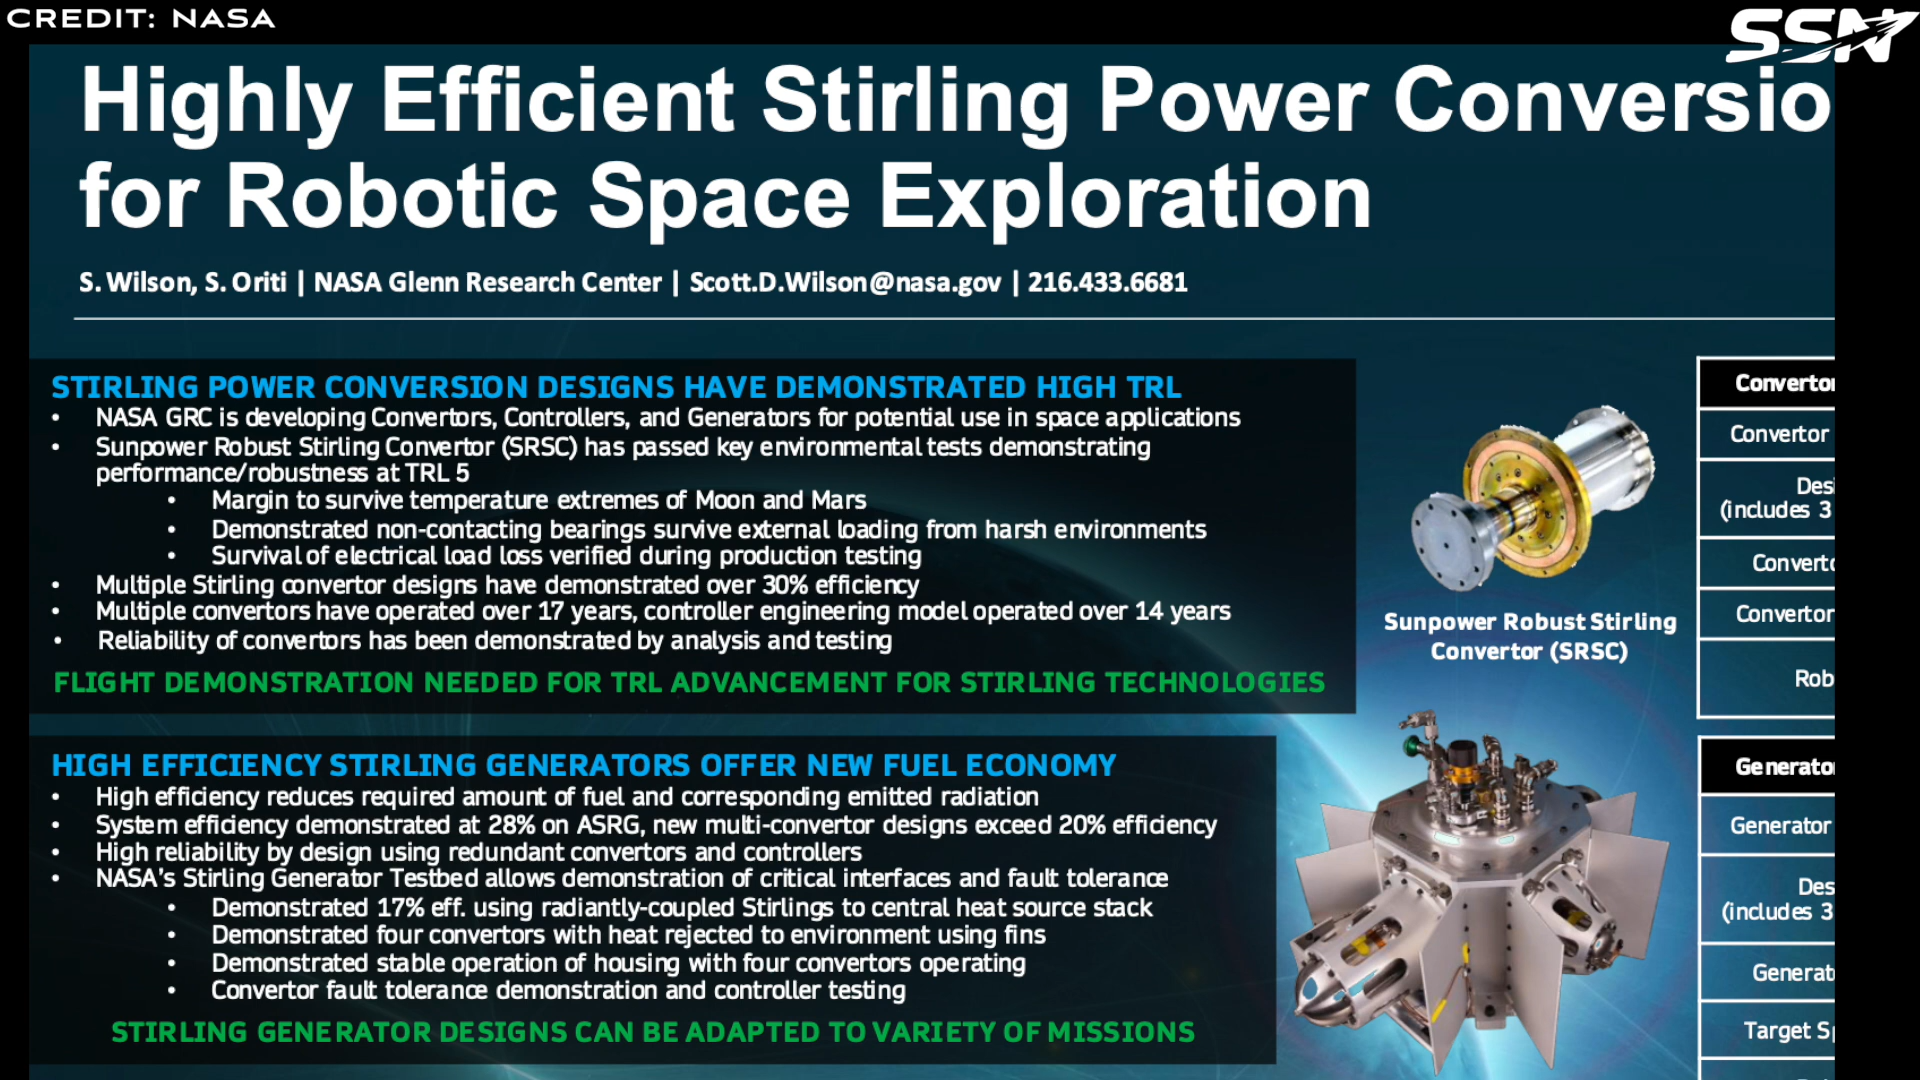 CREDIT: NASA
SSN
Highly Efficient Stirling Power Conversio
for Robotic Space Exploration
S. Wilson, S. Oriti | NASA Glenn Research Center | Scott.D.Wilson@nasa.gov | 216.433.6681
STIRLING POWER CONVERSION DESIGNS HAVE DEMONSTRATED HIGH TRL
• NASA GRC is developing Convertors, Controllers, and Generators for potential use in space applications
• Sunpower Robust Stirling Convertor (SRSC) has passed key environmental tests demonstrating
performance/robustness at TRL 5
• Margin to survive temperature extremes of Moon and Mars
• Demonstrated non-contacting bearings survive external loading from harsh environments
• Survival of electrical load loss verified during production testing
• Multiple Stirling convertor designs have demonstrated over 30% efficiency
• Multiple convertors have operated over 17 years, controller engineering model operated over 14 years
• Reliability of convertors has been demonstrated by analysis and testing
FLIGHT DEMONSTRATION NEEDED FOR TRL ADVANCEMENT FOR STIRLING TECHNOLOGIES
Sunpower Robust Stirling
Convertor (SRSC)
Converto
Convertor
Desi
(includes 3
Converto
Convertor
Rob
HIGH EFFICIENCY STIRLING GENERATORS OFFER NEW FUEL ECONOMY
• High efficiency reduces required amount of fuel and corresponding emitted radiation
• System efficiency demonstrated at 28% on ASRG, new multi-convertor designs exceed 20% efficiency
• High reliability by design using redundant convertors and controllers
• NASA's Stirling Generator Testbed allows demonstration of critical interfaces and fault tolerance
• Demonstrated 17% eff. using radiantly-coupled Stirlings to central heat source stack
• Demonstrated four convertors with heat rejected to environment using fins
• Demonstrated stable operation of housing with four convertors operating
• Convertor fault tolerance demonstration and controller testing
STIRLING GENERATOR DESIGNS CAN BE ADAPTED TO VARIETY OF MISSIONS
Generato
Generator
Des
(includes 3
Generat
Target Sp